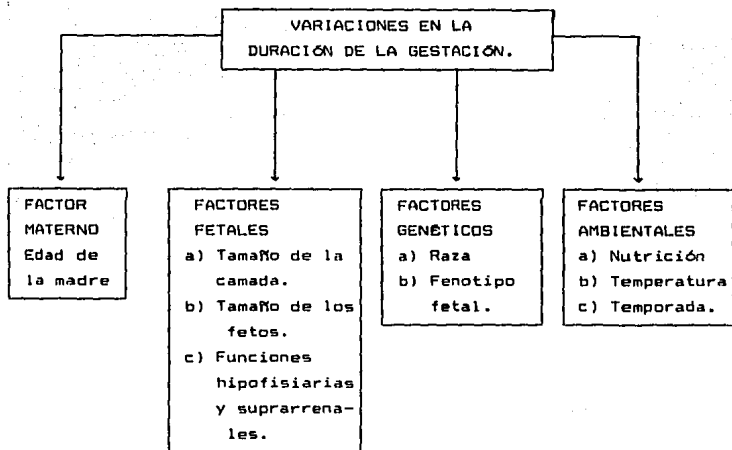 VARIACIONES EN LA
DURACIÓN DE LA GESTACIÓN.
FACTOR
MATERNO
Edad de
la madre
FACTORES
FETALES
a) Tamaño de la
camada.
b) Tamaño de los
fetos.
c) Funciones
hipofisiarias
y suprarrena-
les.
FACTORES
GENÉTICOS
a) Raza
b) Fenotipo
fetal.
FACTORES
AMBIENTALES
a) Nutrición
b) Temperatura
c) Temporada.